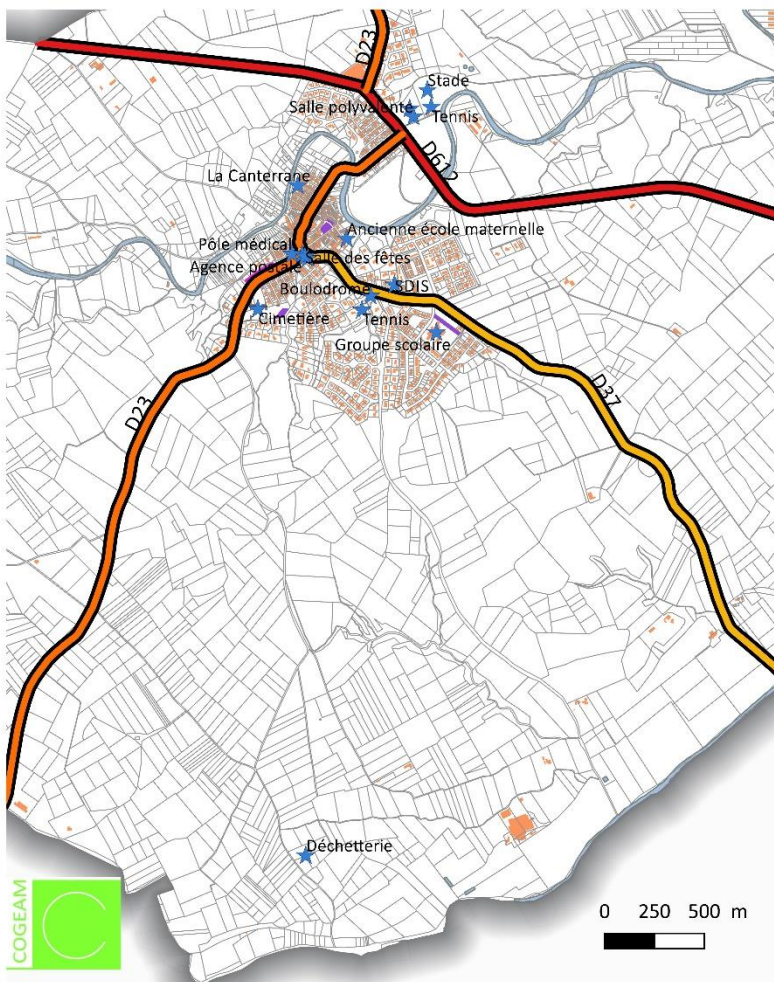 D23
Stade
Salle polyvalente
Tennis
D612
La Canterrane
Ancienne école maternelle
Pôle médical
Salle des fêtes
Agence postale
SDIS
Boulodrome
Cimetière
Tennis
Groupe scolaire
D37
D23
Déchetterie
COGEAM
0 250 500 m